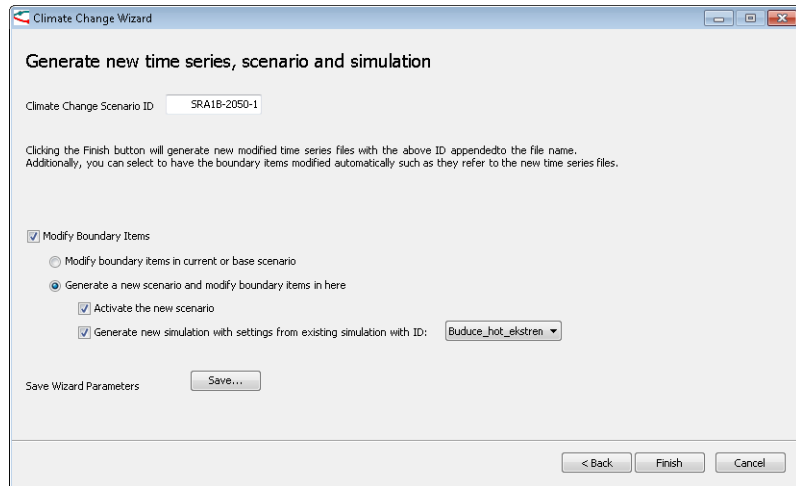 Climate Change Wizard
Generate new time series, scenario and simulation
Climate Change Scenario ID SRA1B-2050-1
Clicking the Finish button will generate new modified time series files with the above ID appendedto the file name.
Additionally, you can select to have the boundary items modified automatically such as they refer to the new time series files.
Modify Boundary Items
Modify boundary items in current or base scenario
Generate a new scenario and modify boundary items in here
Activate the new scenario
Generate new simulation with settings from existing simulation with ID: Buduce_hot_ekstren
Save Wizard Parameters Save...
< Back Finish Cancel